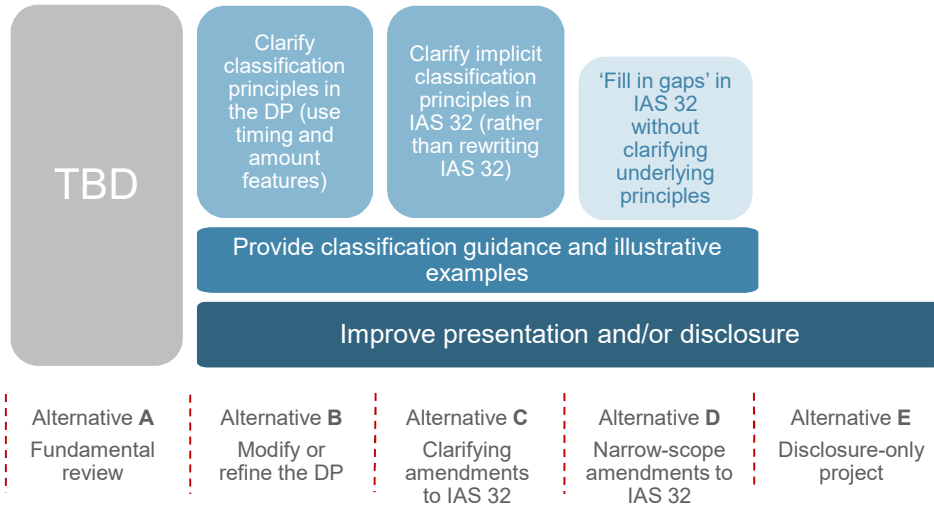 TBD
Clarify
classification
principles in
the DP (use
timing and
amount
features)
Clarify implicit
classification
principles in
IAS 32 (rather
than rewriting
IAS 32)
‘Fill in gaps’ in
IAS 32
without
clarifying
underlying
principles
Provide classification guidance and illustrative
examples
Improve presentation and/or disclosure
Alternative A
Fundamental
review
Alternative B
Modify or
refine the DP
Alternative C
Clarifying
amendments
to IAS 32
Alternative D
Narrow-scope
amendments to
IAS 32
Alternative E
Disclosure-only
project